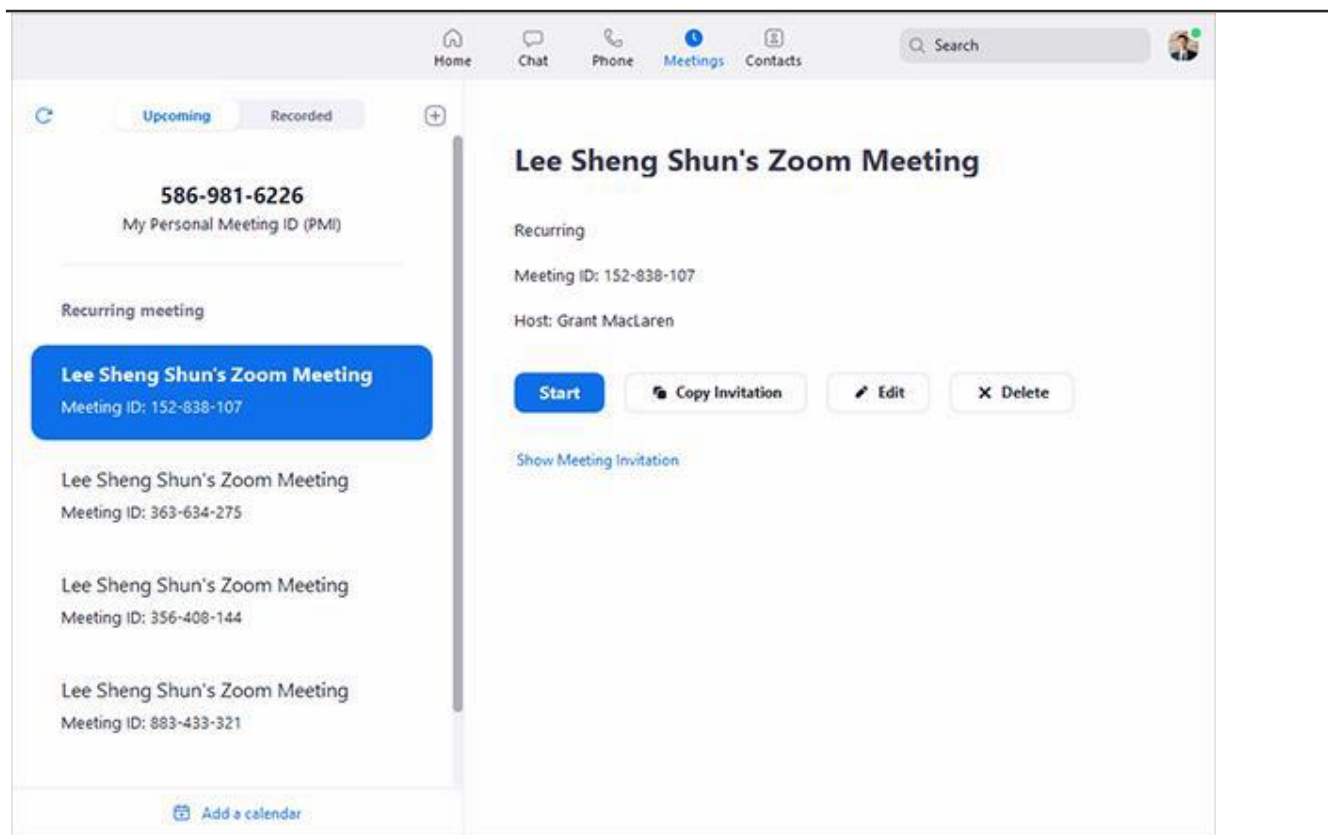 Home Chat Phone Meetings Contacts Search
Upcoming Recorded
586-981-6226
My Personal Meeting ID (PMI)
Recurring meeting
Lee Sheng Shun's Zoom Meeting
Meeting ID: 152-838-107
Lee Sheng Shun's Zoom Meeting
Meeting ID: 363-634-275
Lee Sheng Shun's Zoom Meeting
Meeting ID: 356-408-144
Lee Sheng Shun's Zoom Meeting
Meeting ID: 883-433-321
Add a calendar
Lee Sheng Shun's Zoom Meeting
Recurring
Meeting ID: 152-838-107
Host: Grant MacLaren
Start Copy Invitation Edit Delete
Show Meeting Invitation